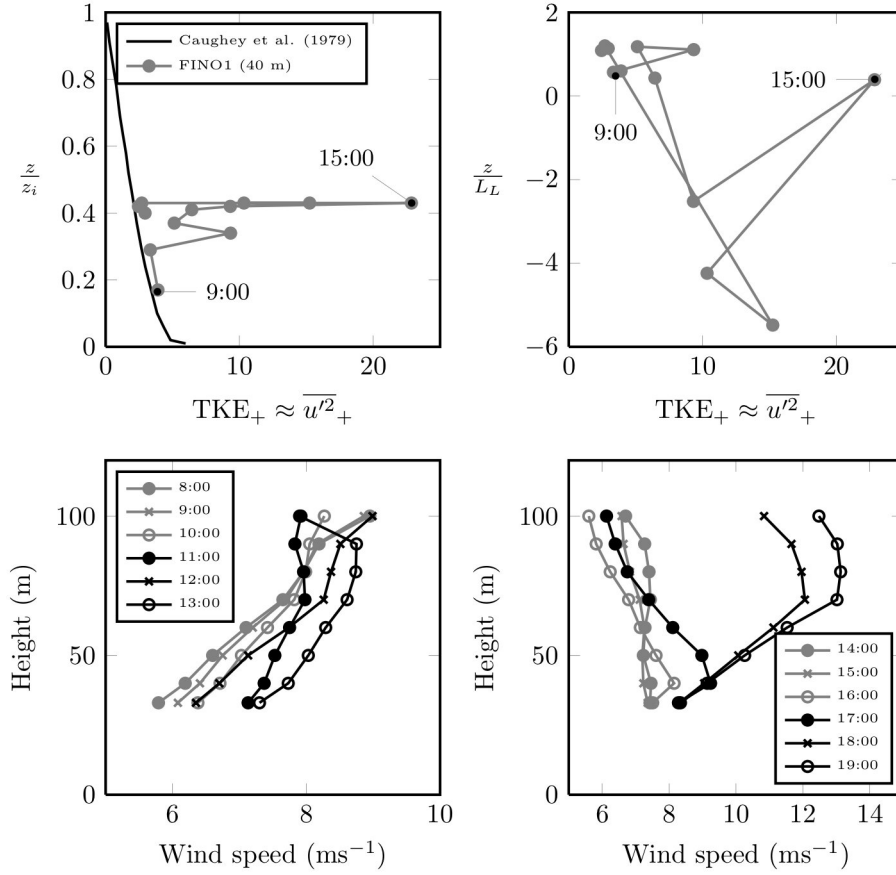 1
0.8
0.6
0.4
0.2
0
z/z_i
Caughey et al. (1979)
FINO1 (40 m)
15:00
9:00
0 10 20
TKE₊ ≈ \overline{u′²}₊
2
0
−2
−4
−6
z/L_L
15:00
9:00
0 10 20
TKE₊ ≈ \overline{u′²}₊
100
50
0
Height (m)
8:00
9:00
10:00
11:00
12:00
13:00
6 8 10
Wind speed (ms⁻¹)
100
50
0
Height (m)
14:00
15:00
16:00
17:00
18:00
19:00
6 8 10 12 14
Wind speed (ms⁻¹)